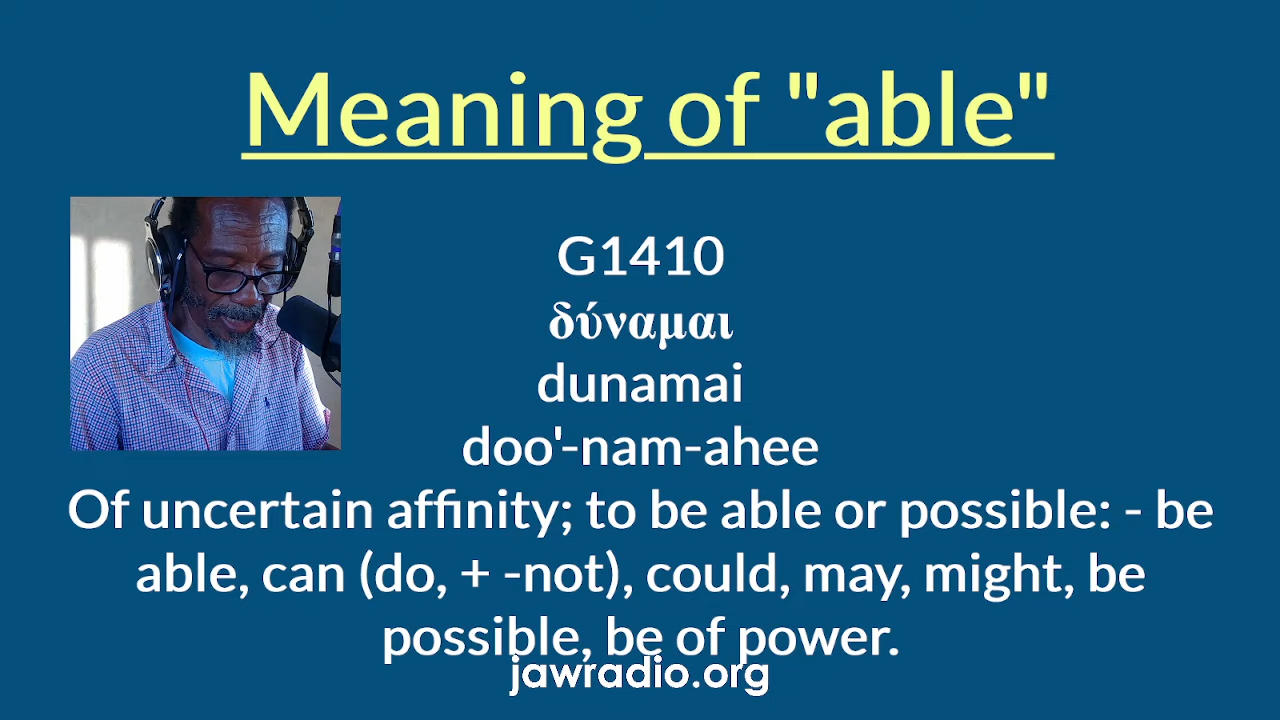 Meaning of "able"
G1410
δύναμαι
dunamai
doo'-nam-ahee
Of uncertain affinity; to be able or possible: - be
able, can (do, + -not), could, may, might, be
possible, be of power.
jawradio.org